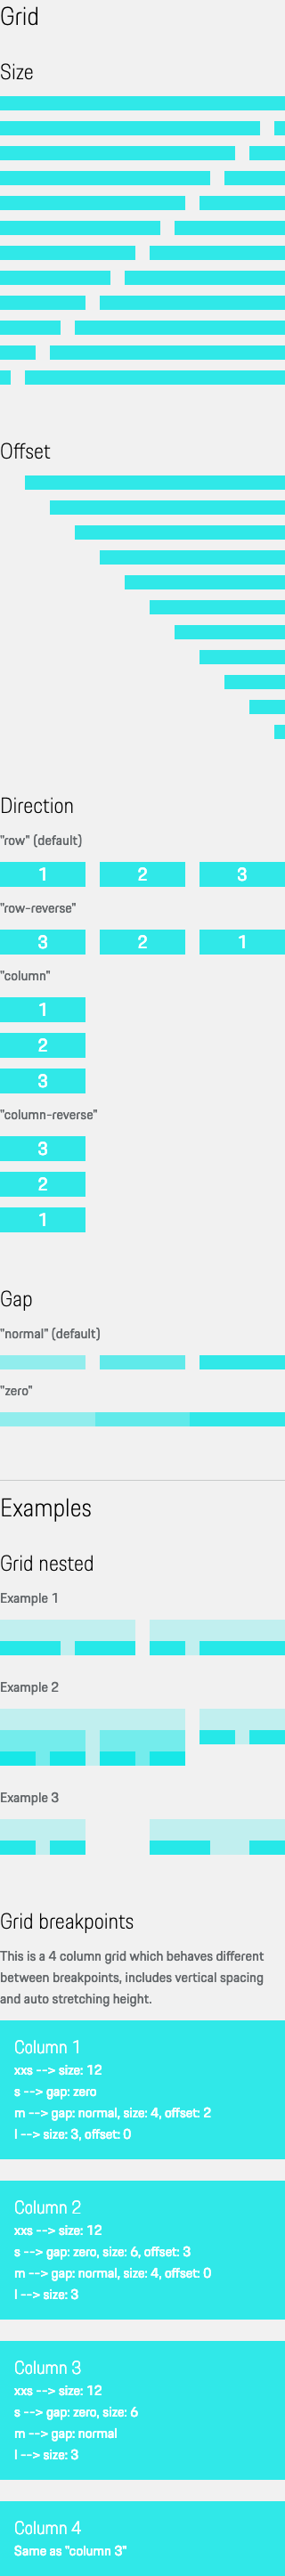 Grid
Size
Offset
Direction
"row" (default)
1 2 3
"row-reverse"
3 2 1
"column"
1
2
3
"column-reverse"
3
2
1
Gap
"normal" (default)
"zero"
Examples
Grid nested
Example 1
Example 2
Example 3
Grid breakpoints
This is a 4 column grid which behaves different
between breakpoints, includes vertical spacing
and auto stretching height.
Column 1
xxs --> size: 12
s --> gap: zero
m --> gap: normal, size: 4, offset: 2
l --> size: 3, offset: 0
Column 2
xxs --> size: 12
s --> gap: zero, size: 6, offset: 3
m --> gap: normal, size: 4, offset: 0
l --> size: 3
Column 3
xxs --> size: 12
s --> gap: zero, size: 6
m --> gap: normal
l --> size: 3
Column 4
Same as "column 3"